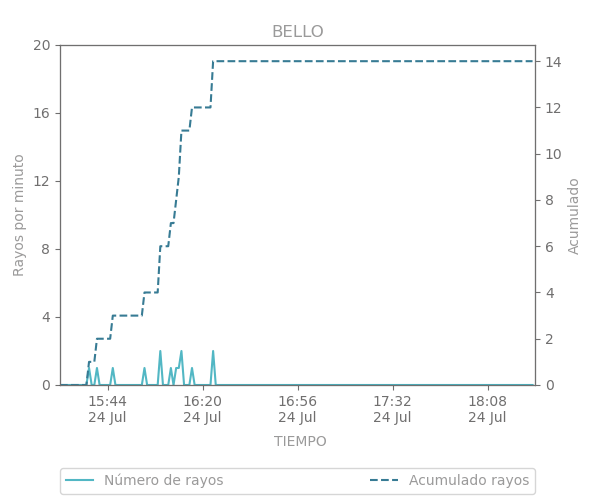 BELLO
20
16
12
8
4
0
14
12
10
8
6
4
2
0
Rayos por minuto
Acumulado
15:44 16:20 16:56 17:32 18:08
24 Jul 24 Jul 24 Jul 24 Jul 24 Jul
TIEMPO
Número de rayos Acumulado rayos